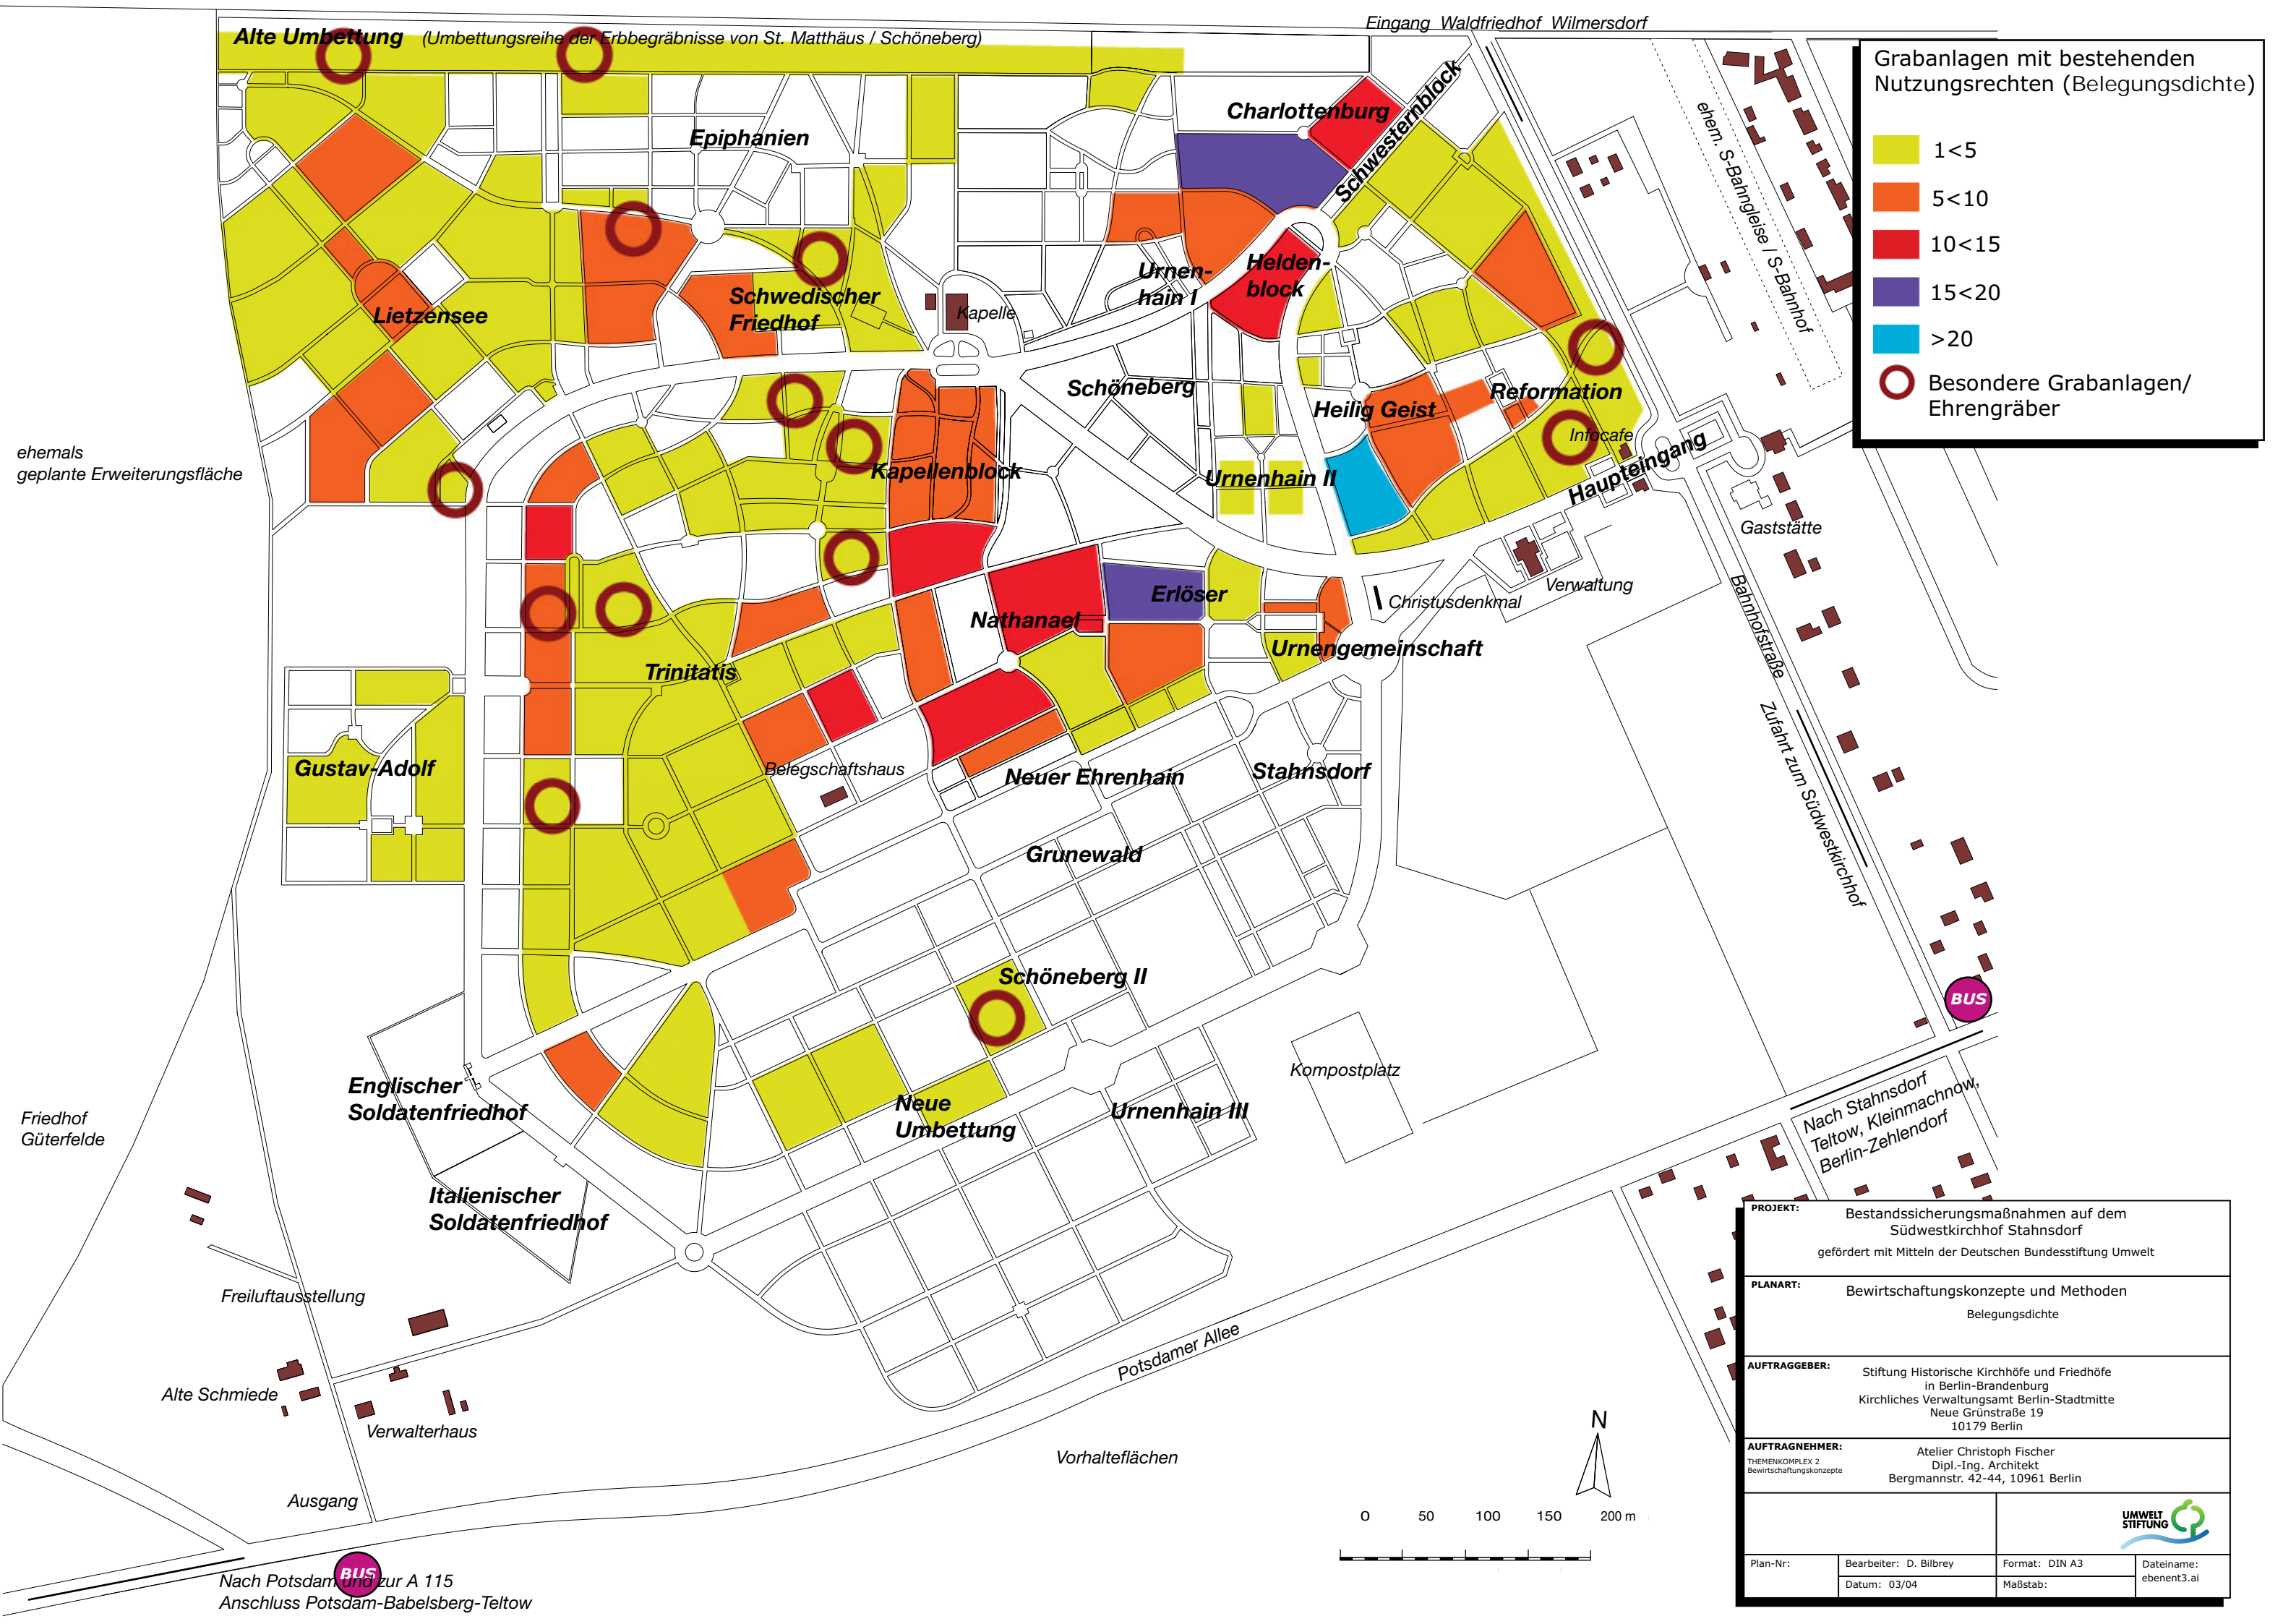 Eingang Waldfriedhof Wilmersdorf
Alte Umbettung (Umbettungsreihe der Erbbegräbnisse von St. Matthäus / Schöneberg)
Grabanlagen mit bestehenden
Nutzungsrechten (Belegungsdichte)
1<5
5<10
10<15
15<20
>20
Besondere Grabanlagen/
Ehrengräber
Charlottenburg
Schwesternblock
Epiphanien
ehem. S-Bahngleise / S-Bahnhof
Urnen-
hain I
Helden-
block
Schwedischer
Friedhof
Lietzensee
Kapelle
Schöneberg
Heilig Geist
Reformation
Infocafe
Haupteingang
ehemals
geplante Erweiterungsfläche
Kapellenblock
Urnenhain II
Gaststätte
Verwaltung
Erlöser
Christusdenkmal
Nathanael
Urnengemeinschaft
Bahnhofstraße
Trinitatis
Zufahrt zum Südwestkirchhof
Gustav-Adolf
Belegschaftshaus
Neuer Ehrenhain
Stahnsdorf
Grunewald
Schöneberg II
BUS
Englischer
Soldatenfriedhof
Neue
Umbettung
Urnenhain III
Kompostplatz
Friedhof
Güterfelde
Nach Stahnsdorf
Teltow, Kleinmachnow,
Berlin-Zehlendorf
Italienischer
Soldatenfriedhof
Freiluftausstellung
Potsdamer Allee
Alte Schmiede
Verwalterhaus
Vorhalteflächen
Ausgang
N
0 50 100 150 200 m
BUS
Nach Potsdam und zur A 115
Anschluss Potsdam-Babelsberg-Teltow
PROJEKT:
Bestandssicherungsmaßnahmen auf dem
Südwestkirchhof Stahnsdorf
gefördert mit Mitteln der Deutschen Bundesstiftung Umwelt
PLANART:
Bewirtschaftungskonzepte und Methoden
Belegungsdichte
AUFTRAGGEBER:
Stiftung Historische Kirchhöfe und Friedhöfe
in Berlin-Brandenburg
Kirchliches Verwaltungsamt Berlin-Stadtmitte
Neue Grünstraße 19
10179 Berlin
AUFTRAGNEHMER:
THEMENKOMPLEX 2
Bewirtschaftungskonzepte
Atelier Christoph Fischer
Dipl.-Ing. Architekt
Bergmannstr. 42-44, 10961 Berlin
UMWELT
STIFTUNG
Plan-Nr:
Bearbeiter: D. Bilbrey
Format: DIN A3
Dateiname:
ebenent3.ai
Datum: 03/04
Maßstab: